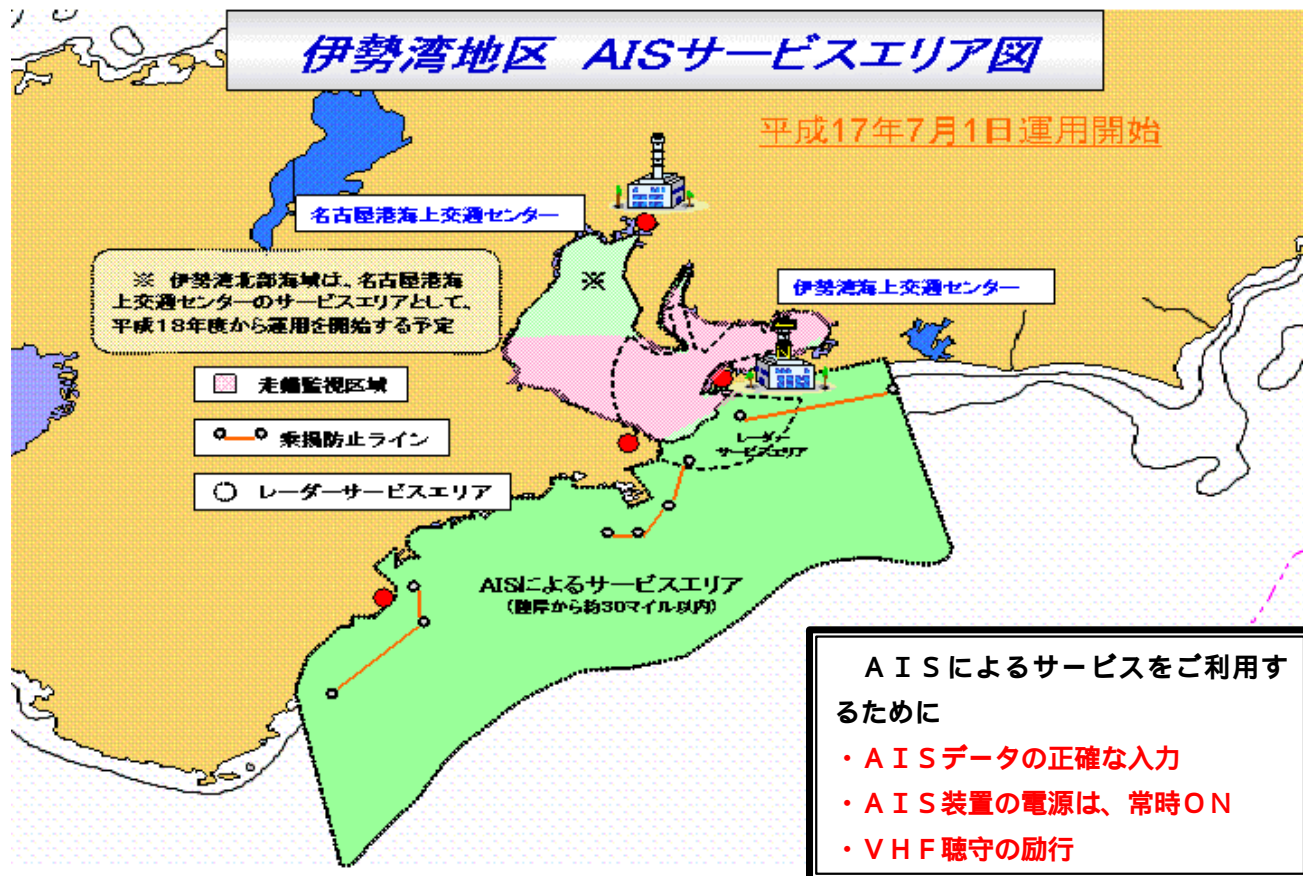 伊勢湾地区 AISサービスエリア図
平成17年7月1日運用開始
名古屋港海上交通センター
※ 伊勢湾北部海域は、名古屋港海
上交通センターのサービスエリアとして、
平成18年度から運用を開始する予定
※
伊勢湾海上交通センター
走錨監視区域
乗揚防止ライン
レーダーサービスエリア
レーダー
サービスエリア
AISによるサービスエリア
(陸岸から約30マイル以内)
AISによるサービスをご利用す
るために
・AISデータの正確な入力
・AIS装置の電源は、常時ON
・VHF聴守の励行